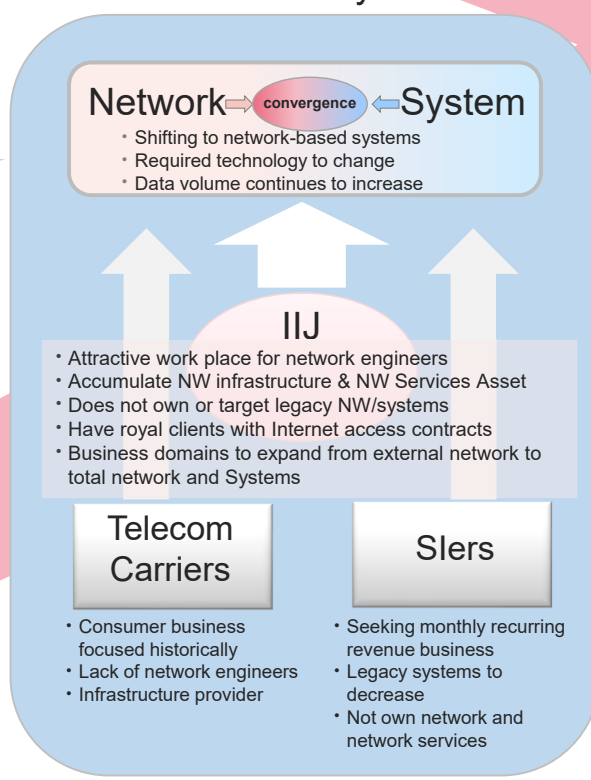 Network convergence System
• Shifting to network-based systems
• Required technology to change
• Data volume continues to increase
IIJ
• Attractive work place for network engineers
• Accumulate NW infrastructure & NW Services Asset
• Does not own or target legacy NW/systems
• Have royal clients with Internet access contracts
• Business domains to expand from external network to
total network and Systems
Telecom
Carriers
• Consumer business
focused historically
• Lack of network engineers
• Infrastructure provider
SIers
• Seeking monthly recurring
revenue business
• Legacy systems to
decrease
• Not own network and
network services